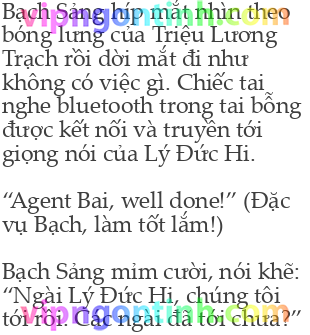 Bạch Sảng híp mắt nhìn theo
bóng lưng của Triệu Lương
Trạch rồi dời mắt đi như
không có việc gì. Chiếc tai
nghe bluetooth trong tai bỗng
được kết nối và truyền tới
giọng nói của Lý Đức Hi.
“Agent Bai, well done!” (Đặc
vụ Bạch, làm tốt lắm!)
Bạch Sảng mỉm cười, nói khẽ:
“Ngài Lý Đức Hi, chúng tôi
tới rồi. Các ngài đã tới chưa?”
vipngontinh.com
vipngontinh.com